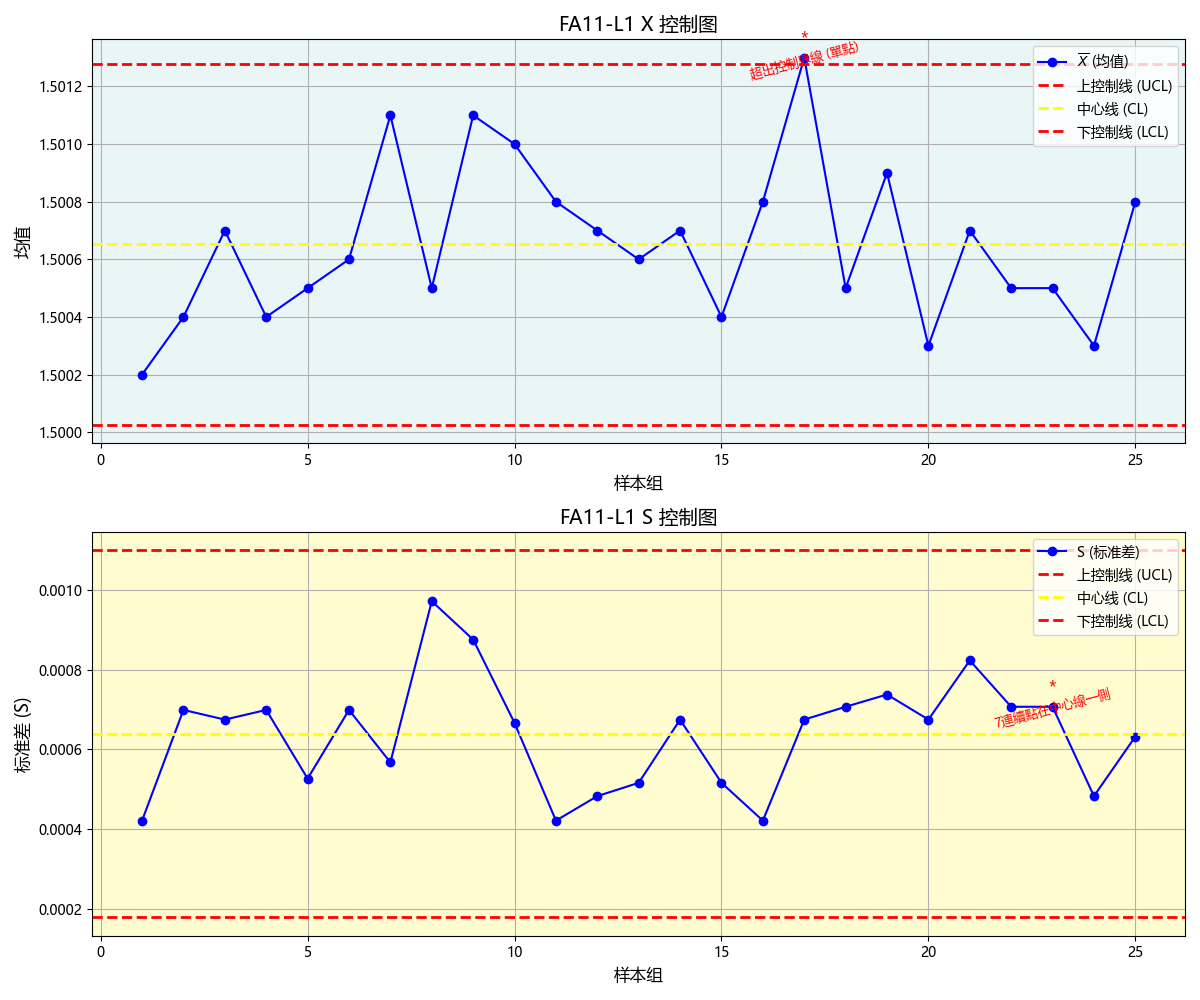 FA11-L1 X 控制图
*
超出控制界線 (單點)
X̅ (均值)
上控制线 (UCL)
中心线 (CL)
下控制线 (LCL)
均值
1.5012
1.5010
1.5008
1.5006
1.5004
1.5002
1.5000
0 5 10 15 20 25
样本组
FA11-L1 S 控制图
S (标准差)
上控制线 (UCL)
中心线 (CL)
下控制线 (LCL)
*
7連續點在中心線一側
标准差 (S)
0.0010
0.0008
0.0006
0.0004
0.0002
0 5 10 15 20 25
样本组